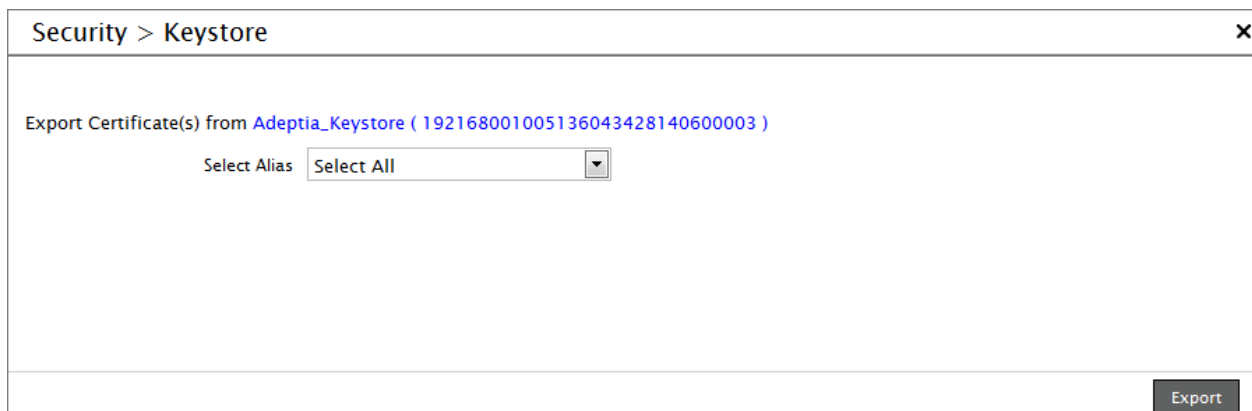 Security > Keystore
Export Certificate(s) from Adeptia_Keystore ( 192168001005136043428140600003 )
Select Alias Select All
Export